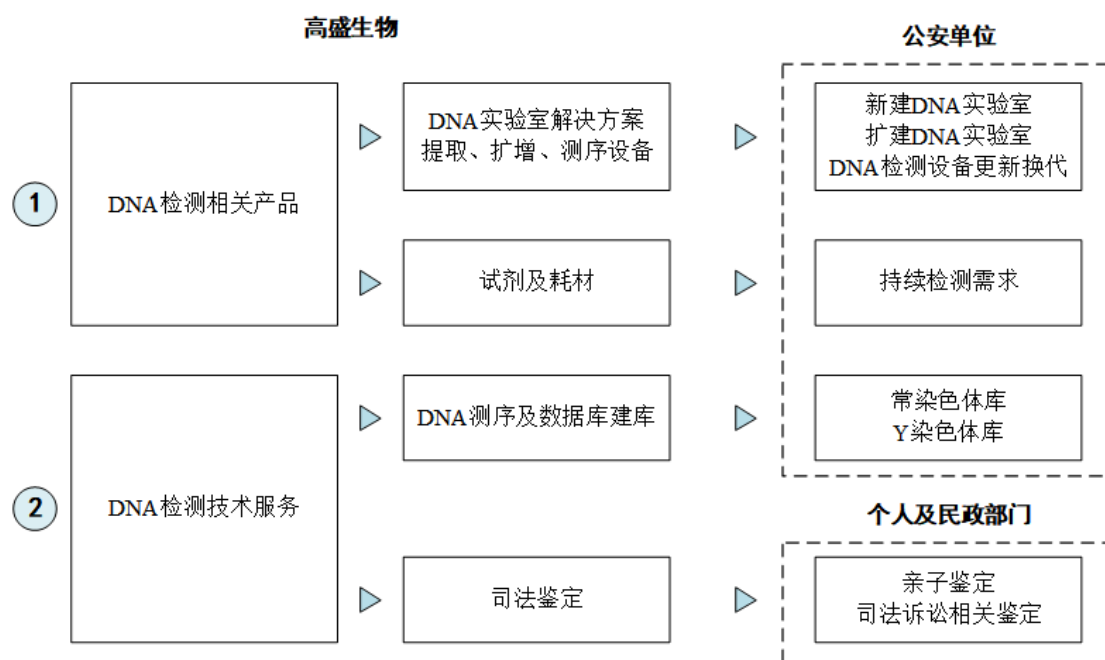 高盛生物
公安单位
1
DNA检测相关产品
DNA实验室解决方案
提取、扩增、测序设备
新建DNA实验室
扩建DNA实验室
DNA检测设备更新换代
试剂及耗材
持续检测需求
2
DNA检测技术服务
DNA测序及数据库建库
常染色体库
Y染色体库
个人及民政部门
司法鉴定
亲子鉴定
司法诉讼相关鉴定